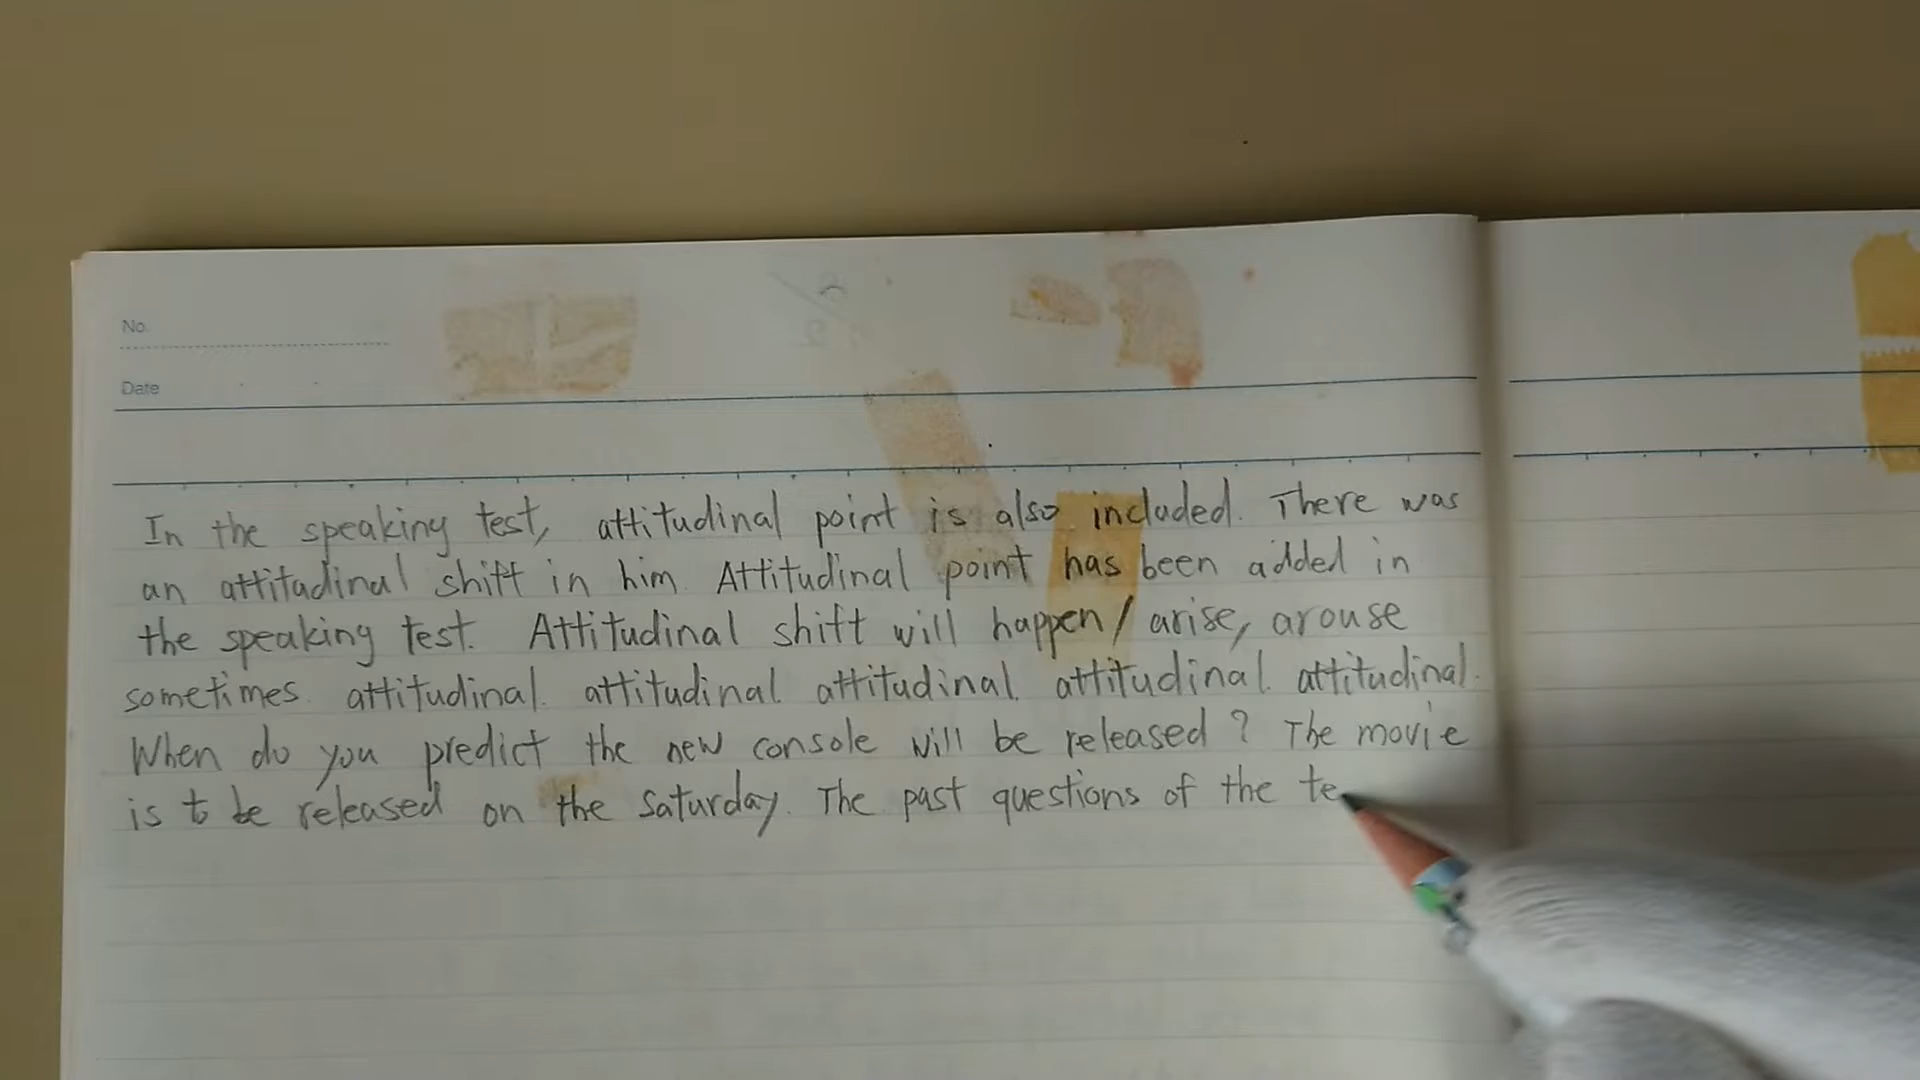 No.
Date
In the speaking test, attitudinal point is also included. There was
an attitudinal shift in him. Attitudinal point has been added in
the speaking test. Attitudinal shift will happen / arise, arouse
sometimes. attitudinal. attitudinal. attitudinal. attitudinal. attitudinal.
When do you predict the new console will be released? The movie
is to be released on the Saturday. The past questions of the te